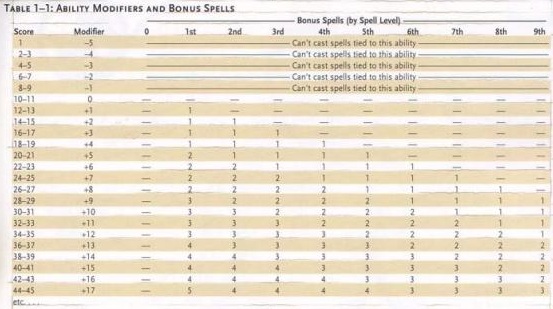 TABLE 1–1: ABILITY MODIFIERS AND BONUS SPELLS
Bonus Spells (by Spell Level)
Score Modifier 0 1st 2nd 3rd 4th 5th 6th 7th 8th 9th
1 –5 Can't cast spells tied to this ability
2–3 –4 Can't cast spells tied to this ability
4–5 –3 Can't cast spells tied to this ability
6–7 –2 Can't cast spells tied to this ability
8–9 –1 Can't cast spells tied to this ability
10–11 0 — — — — — — — — — —
12–13 +1 — 1 — — — — — — — —
14–15 +2 — 1 1 — — — — — — —
16–17 +3 — 1 1 1 — — — — — —
18–19 +4 — 1 1 1 1 — — — — —
20–21 +5 — 2 1 1 1 1 — — — —
22–23 +6 — 2 2 1 1 1 1 — — —
24–25 +7 — 2 2 2 1 1 1 1 — —
26–27 +8 — 2 2 2 2 1 1 1 1 —
28–29 +9 — 3 2 2 2 2 1 1 1 1
30–31 +10 — 3 3 2 2 2 2 1 1 1
32–33 +11 — 3 3 3 2 2 2 2 1 1
34–35 +12 — 3 3 3 3 2 2 2 2 1
36–37 +13 — 4 3 3 3 3 2 2 2 2
38–39 +14 — 4 4 3 3 3 3 2 2 2
40–41 +15 — 4 4 4 3 3 3 3 2 2
42–43 +16 — 4 4 4 4 3 3 3 3 2
44–45 +17 — 5 4 4 4 4 3 3 3 3
etc. . . .